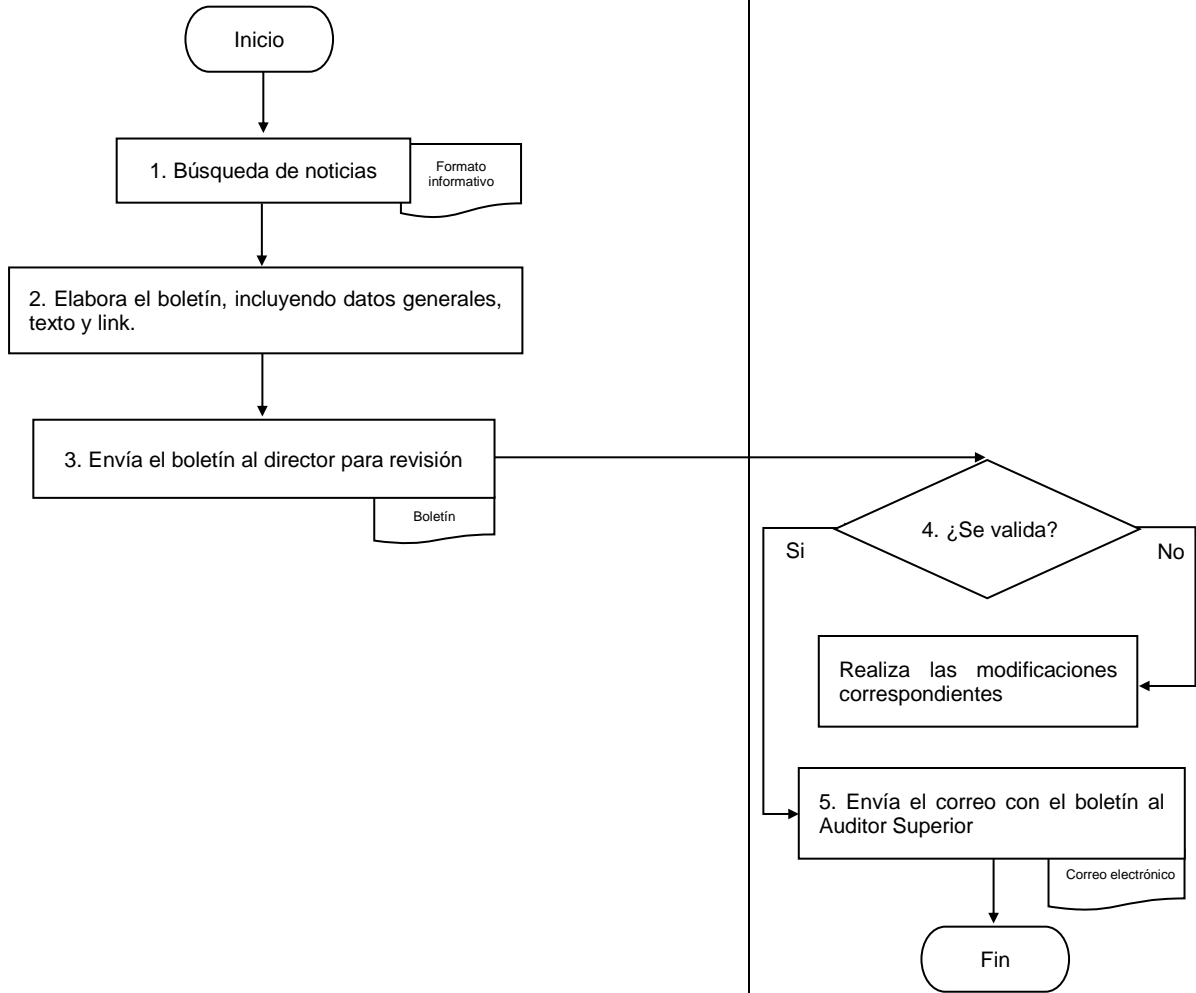 Inicio
1. Búsqueda de noticias
Formato
informativo
2. Elabora el boletín, incluyendo datos generales,
texto y link.
3. Envía el boletín al director para revisión
Boletín
4. ¿Se valida?
Si
No
Realiza las modificaciones
correspondientes
5. Envía el correo con el boletín al
Auditor Superior
Correo electrónico
Fin